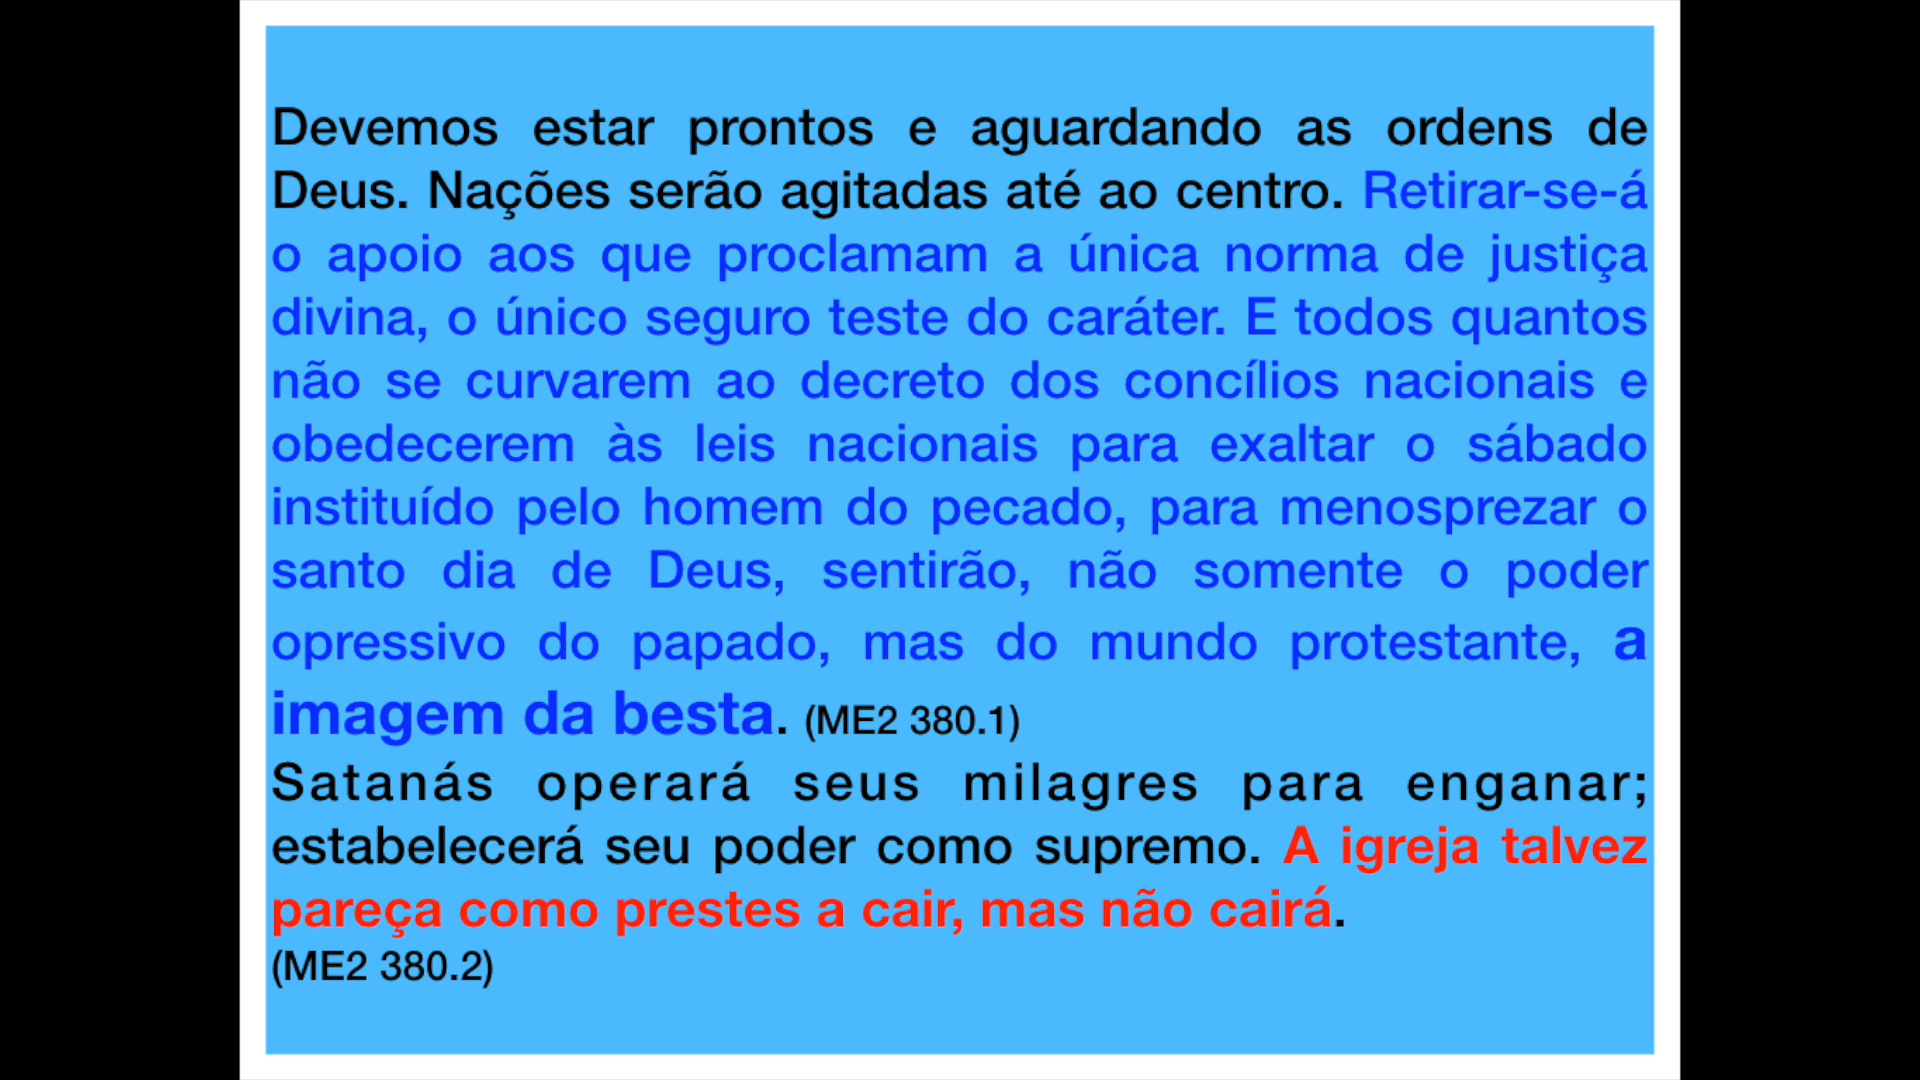 Devemos estar prontos e aguardando as ordens de
Deus. Nações serão agitadas até ao centro. Retirar-se-á
o apoio aos que proclamam a única norma de justiça
divina, o único seguro teste do caráter. E todos quantos
não se curvarem ao decreto dos concílios nacionais e
obedecerem às leis nacionais para exaltar o sábado
instituído pelo homem do pecado, para menosprezar o
santo dia de Deus, sentirão, não somente o poder
opressivo do papado, mas do mundo protestante, a
imagem da besta. (ME2 380.1)
Satanás operará seus milagres para enganar;
estabelecerá seu poder como supremo. A igreja talvez
pareça como prestes a cair, mas não cairá.
(ME2 380.2)